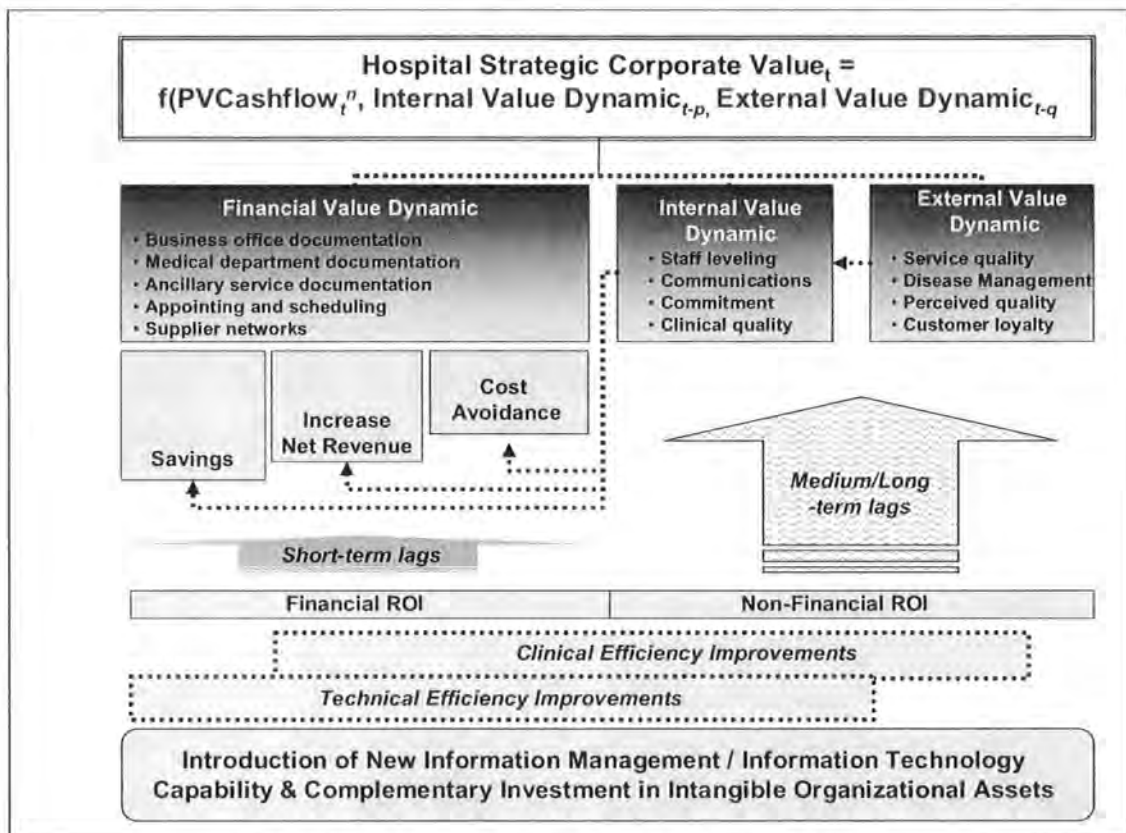 Hospital Strategic Corporate Valueₜ =
f(PVCashflowₜⁿ, Internal Value Dynamicₜ₋ₚ, External Value Dynamic_t-q
Financial Value Dynamic
• Business office documentation
• Medical department documentation
• Ancillary service documentation
• Appointing and scheduling
• Supplier networks
Internal Value
Dynamic
• Staff leveling
• Communications
• Commitment
• Clinical quality
External Value
Dynamic
• Service quality
• Disease Management
• Perceived quality
• Customer loyalty
Savings
Increase
Net Revenue
Cost
Avoidance
Short-term lags
Medium/Long
-term lags
Financial ROI
Non-Financial ROI
Clinical Efficiency Improvements
Technical Efficiency Improvements
Introduction of New Information Management / Information Technology
Capability & Complementary Investment in Intangible Organizational Assets